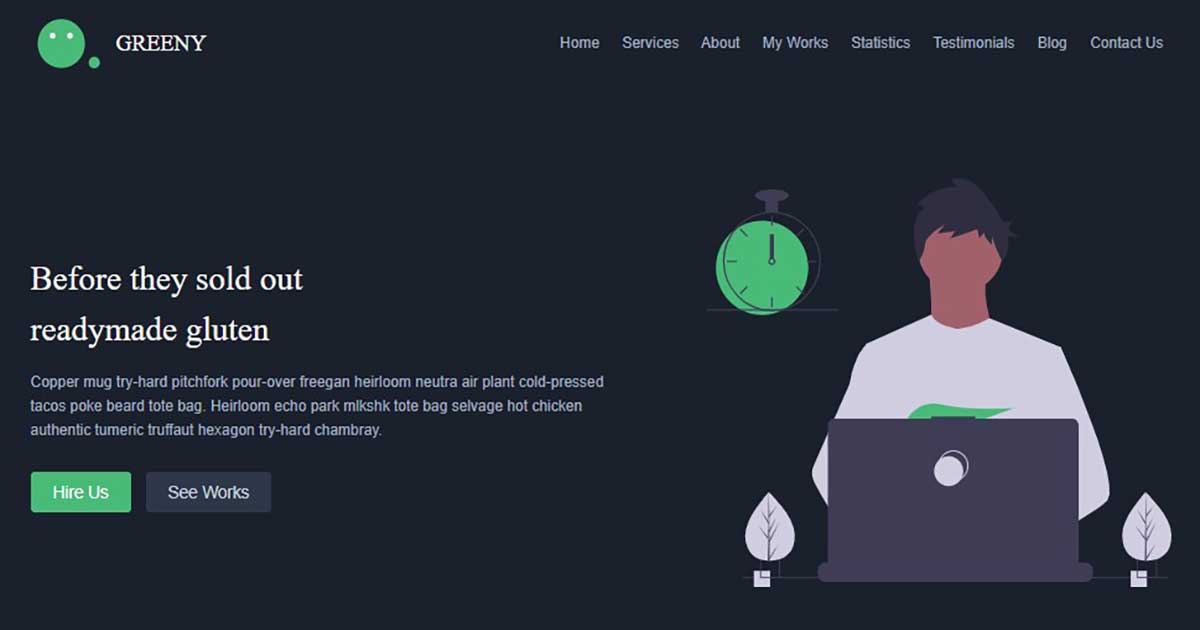 GREENY
Home Services About My Works Statistics Testimonials Blog Contact Us
Before they sold out
readymade gluten
Copper mug try-hard pitchfork pour-over freegan heirloom neutra air plant cold-pressed
tacos poke beard tote bag. Heirloom echo park mlkshk tote bag selvage hot chicken
authentic tumeric truffaut hexagon try-hard chambray.
Hire Us See Works